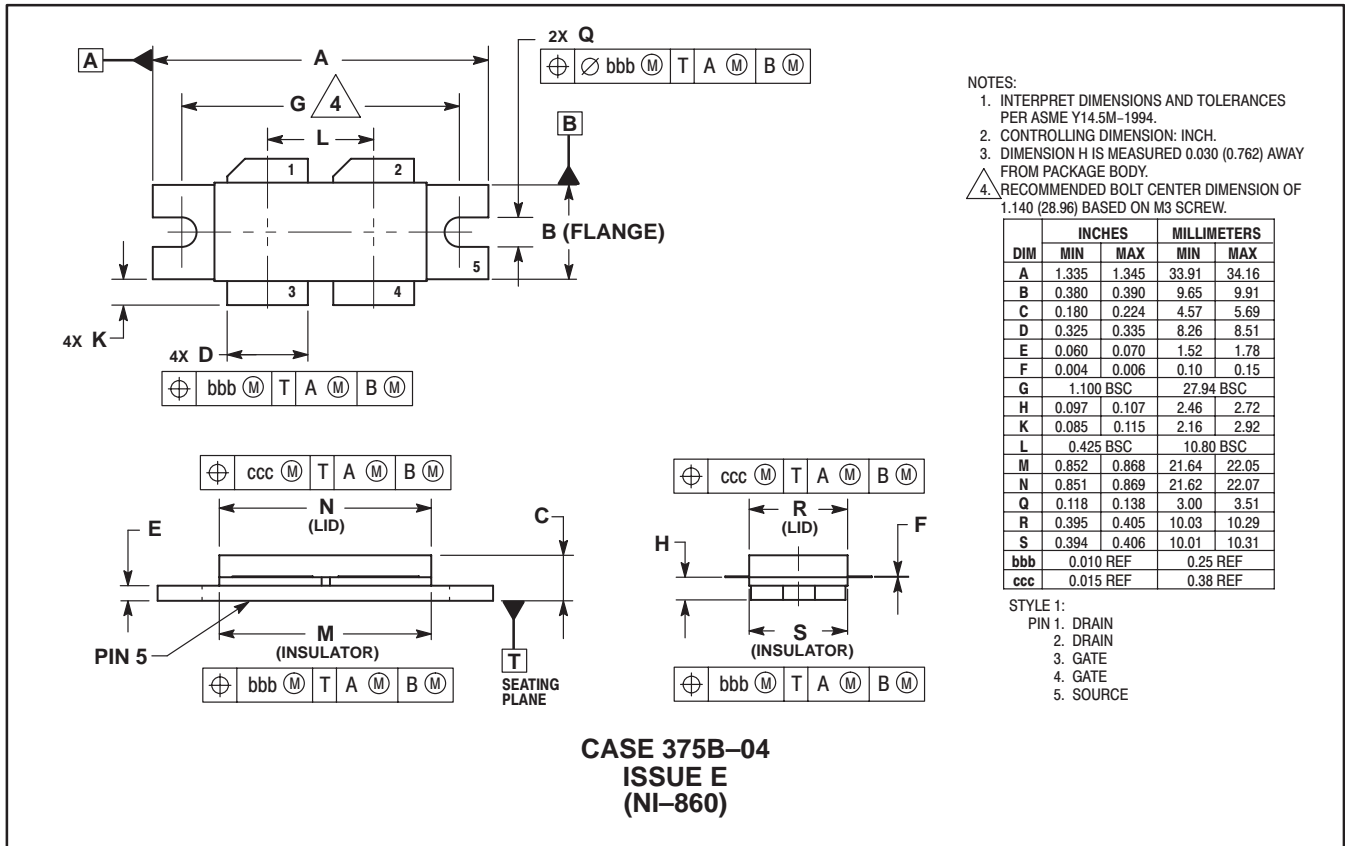 A
A
2X Q
⌖ ∅ bbb Ⓜ T A Ⓜ B Ⓜ
G 4
L
B
1
2
B (FLANGE)
5
3
4
4X K
4X D
⌖ bbb Ⓜ T A Ⓜ B Ⓜ
⌖ ccc Ⓜ T A Ⓜ B Ⓜ
N
(LID)
E
C
M
(INSULATOR)
PIN 5
⌖ bbb Ⓜ T A Ⓜ B Ⓜ
T
SEATING
PLANE
⌖ ccc Ⓜ T A Ⓜ B Ⓜ
R
(LID)
F
H
S
(INSULATOR)
⌖ bbb Ⓜ T A Ⓜ B Ⓜ
NOTES:
1. INTERPRET DIMENSIONS AND TOLERANCES
PER ASME Y14.5M–1994.
2. CONTROLLING DIMENSION: INCH.
3. DIMENSION H IS MEASURED 0.030 (0.762) AWAY
FROM PACKAGE BODY.
4. RECOMMENDED BOLT CENTER DIMENSION OF
1.140 (28.96) BASED ON M3 SCREW.
INCHES MILLIMETERS
DIM MIN MAX MIN MAX
A 1.335 1.345 33.91 34.16
B 0.380 0.390 9.65 9.91
C 0.180 0.224 4.57 5.69
D 0.325 0.335 8.26 8.51
E 0.060 0.070 1.52 1.78
F 0.004 0.006 0.10 0.15
G 1.100 BSC 27.94 BSC
H 0.097 0.107 2.46 2.72
K 0.085 0.115 2.16 2.92
L 0.425 BSC 10.80 BSC
M 0.852 0.868 21.64 22.05
N 0.851 0.869 21.62 22.07
Q 0.118 0.138 3.00 3.51
R 0.395 0.405 10.03 10.29
S 0.394 0.406 10.01 10.31
bbb 0.010 REF 0.25 REF
ccc 0.015 REF 0.38 REF
STYLE 1:
PIN 1. DRAIN
2. DRAIN
3. GATE
4. GATE
5. SOURCE
CASE 375B–04
ISSUE E
(NI–860)